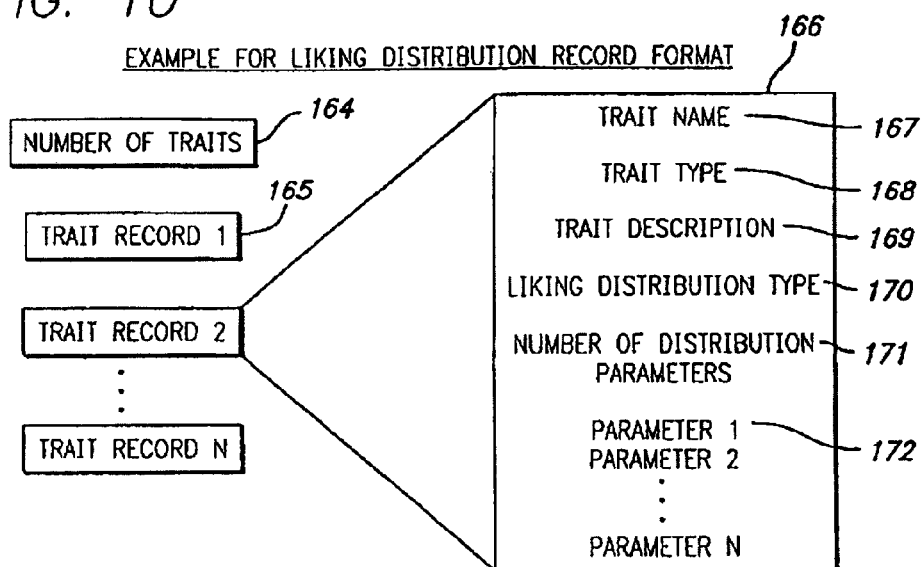 FIG. 10
EXAMPLE FOR LIKING DISTRIBUTION RECORD FORMAT
166
NUMBER OF TRAITS
164
TRAIT RECORD 1
165
TRAIT RECORD 2
TRAIT RECORD N
TRAIT NAME
167
TRAIT TYPE
168
TRAIT DESCRIPTION
169
LIKING DISTRIBUTION TYPE
170
NUMBER OF DISTRIBUTION
PARAMETERS
171
PARAMETER 1
172
PARAMETER 2
PARAMETER N